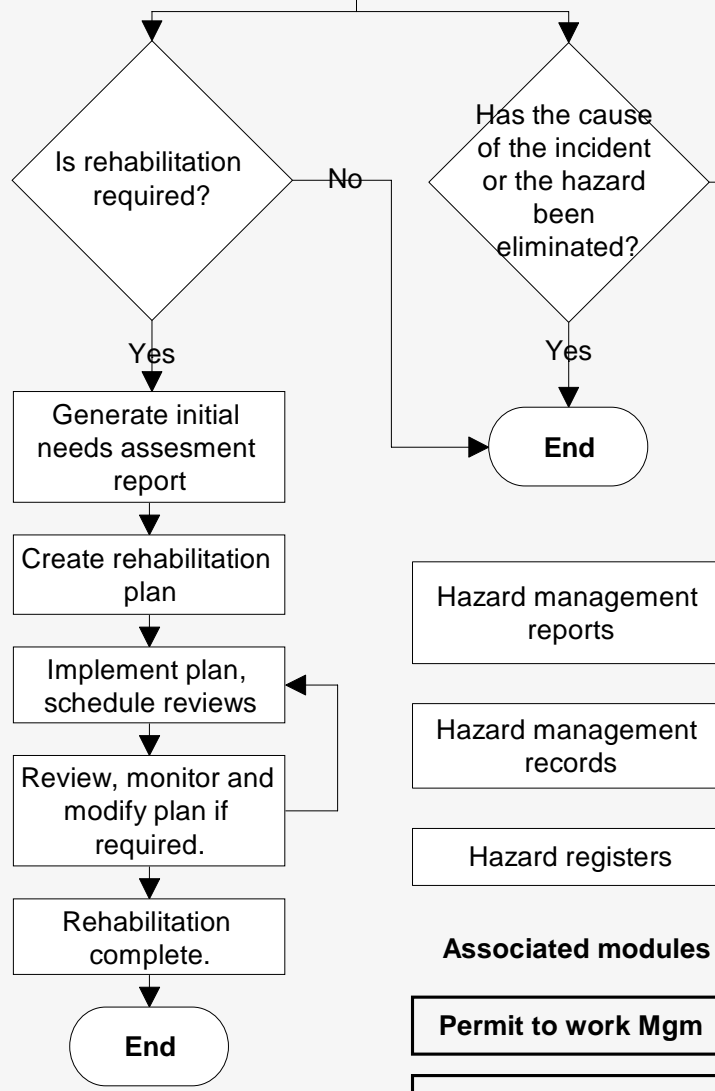 Is rehabilitation
required?
No
Yes
Generate initial
needs assesment
report
Create rehabilitation
plan
Implement plan,
schedule reviews
Review, monitor and
modify plan if
required.
Rehabilitation
complete.
End
Has the cause
of the incident
or the hazard
been
eliminated?
Yes
End
Hazard management
reports
Hazard management
records
Hazard registers
Associated modules
Permit to work Mgm